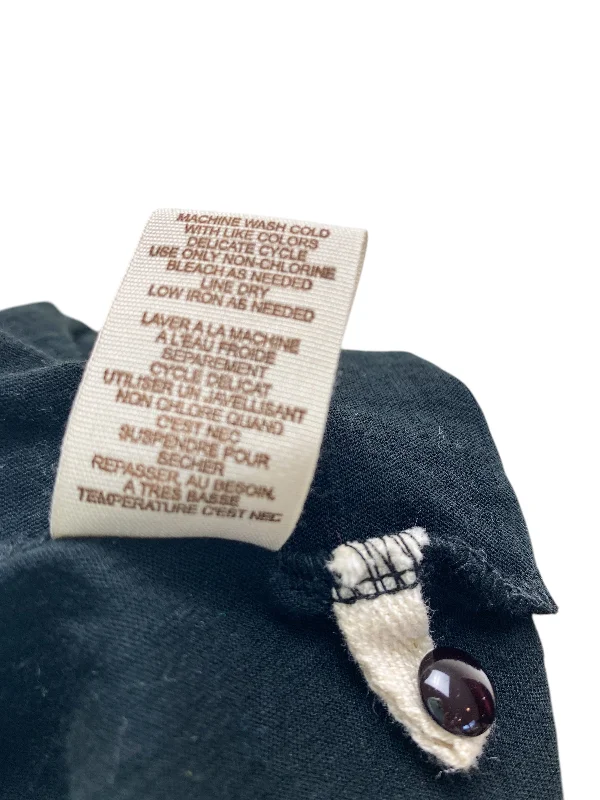 MACHINE WASH COLD
WITH LIKE COLORS
DELICATE CYCLE
USE ONLY NON-CHLORINE
BLEACH AS NEEDED
LINE DRY
LOW IRON AS NEEDED
LAVER A LA MACHINE
A L'EAU FROIDE
SEPAREMENT
CYCLE DELICAT
UTILISER UN JAVELLISANT
NON CHLORE QUAND
C'EST NEC
SUSPENDRE POUR
SECHER
REPASSER, AU BESOIN,
A TRES BASSE
TEMPERATURE C'EST NEC